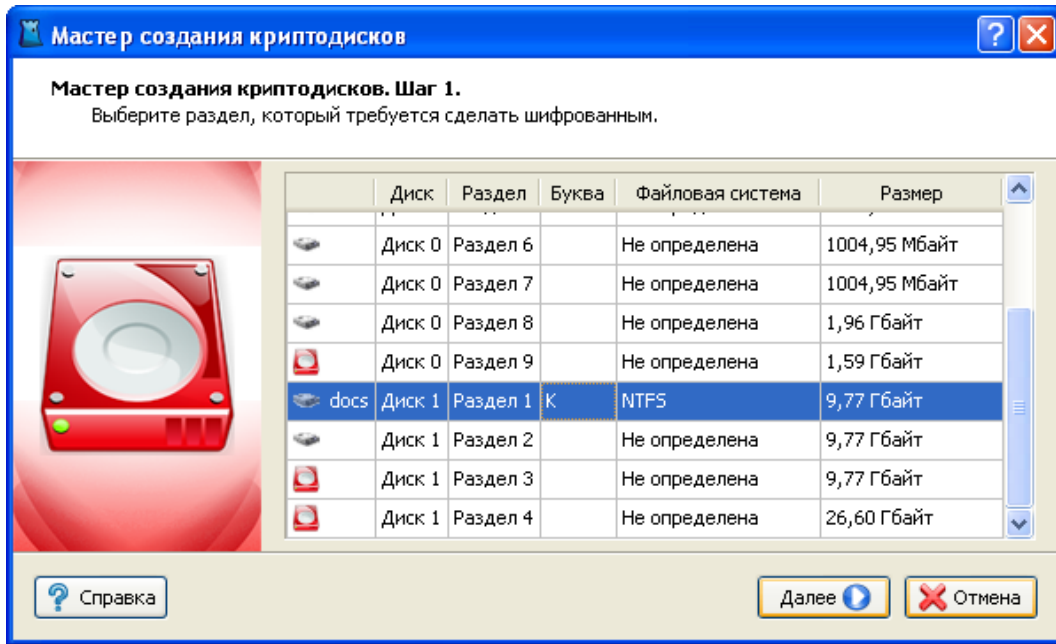 Мастер создания криптодисков
Мастер создания криптодисков. Шаг 1.
Выберите раздел, который требуется сделать шифрованным.
Диск Раздел Буква Файловая система Размер
Диск 0 Раздел 6 Не определена 1004,95 Мбайт
Диск 0 Раздел 7 Не определена 1004,95 Мбайт
Диск 0 Раздел 8 Не определена 1,96 Гбайт
Диск 0 Раздел 9 Не определена 1,59 Гбайт
docs Диск 1 Раздел 1 K NTFS 9,77 Гбайт
Диск 1 Раздел 2 Не определена 9,77 Гбайт
Диск 1 Раздел 3 Не определена 9,77 Гбайт
Диск 1 Раздел 4 Не определена 26,60 Гбайт
Справка Далее Отмена